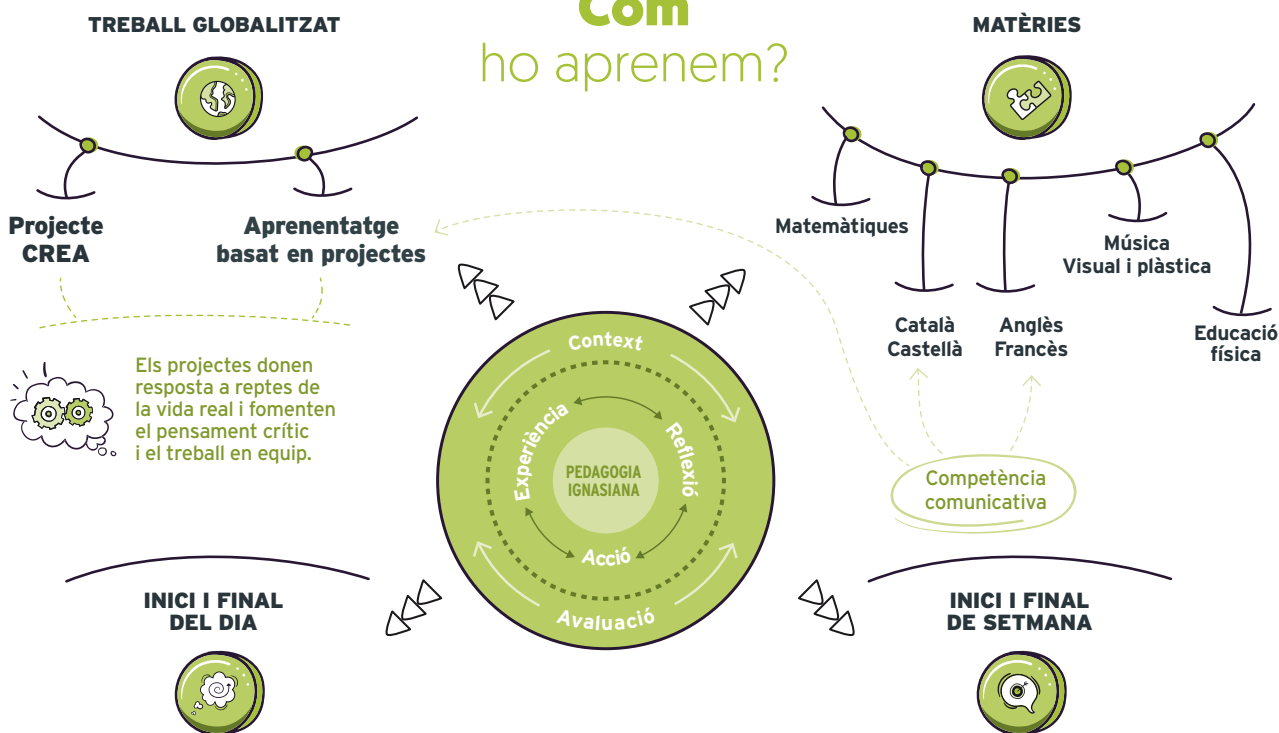 Com
ho aprenem?
TREBALL GLOBALITZAT
Projecte
CREA
Aprenentatge
basat en projectes
Els projectes donen
resposta a reptes de
la vida real i fomenten
el pensament crític
i el treball en equip.
MATÈRIES
Matemàtiques
Català
Castellà
Anglès
Francès
Música
Visual i plàstica
Educació
física
Competència
comunicativa
Context
Experiència
Reflexió
PEDAGOGIA
IGNASIANA
Acció
Avaluació
INICI I FINAL
DEL DIA
INICI I FINAL
DE SETMANA